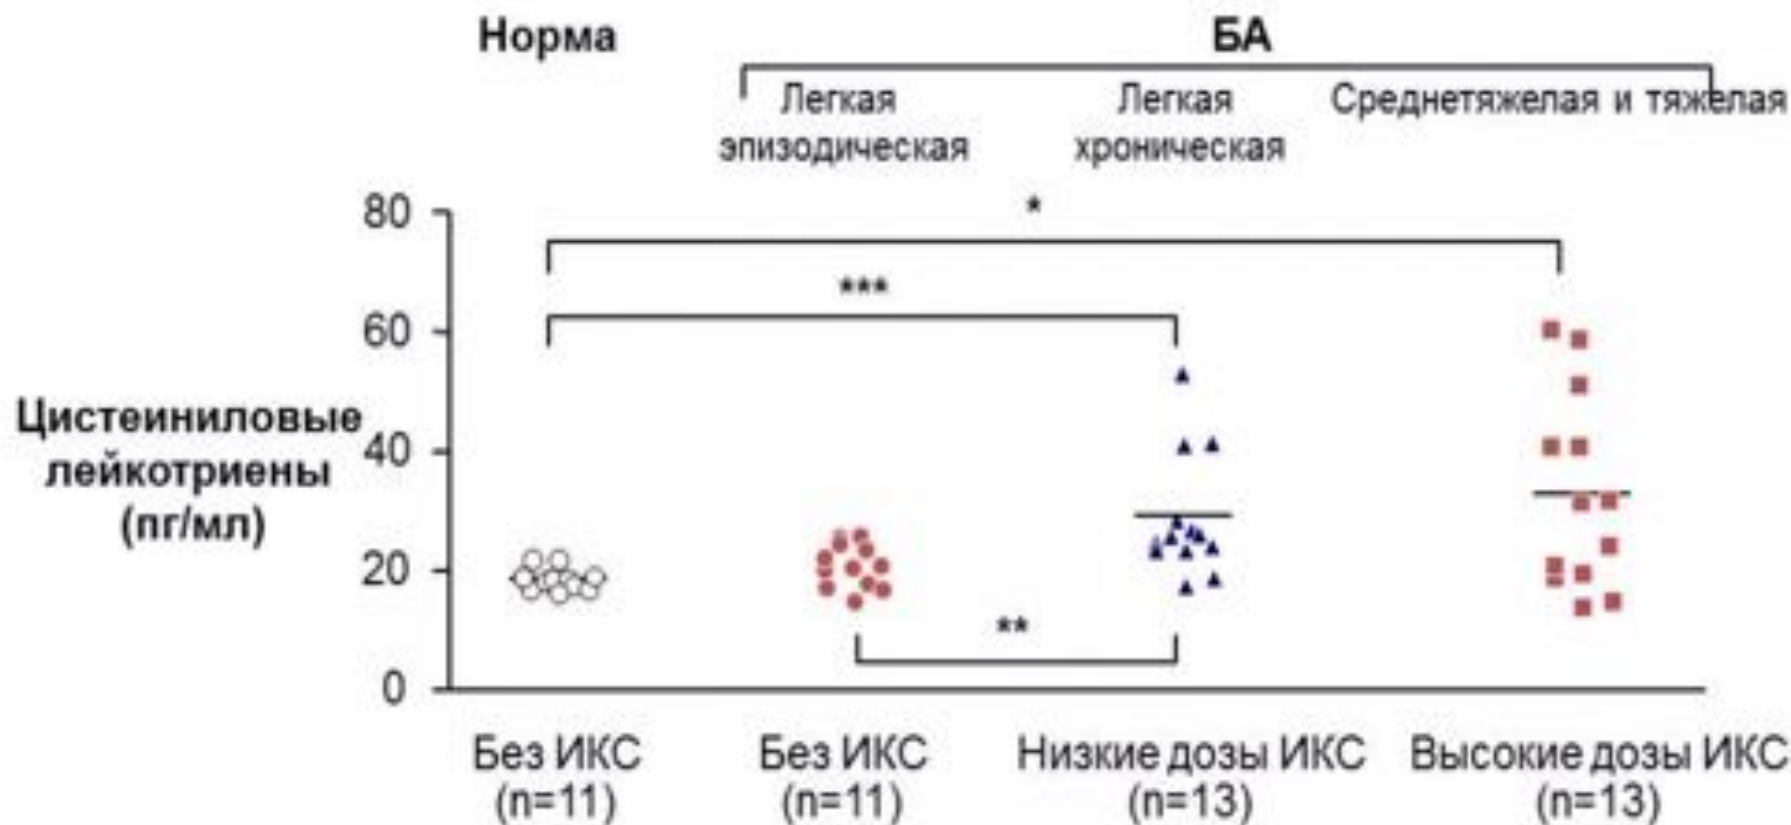 Норма
БА
Легкая эпизодическая
Легкая хроническая
Среднетяжелая и тяжелая
80
*
***
60
Цистеиниловые
лейкотриены
(пг/мл)
40
20
**
0
Без ИКС
(n=11)
Без ИКС
(n=11)
Низкие дозы ИКС
(n=13)
Высокие дозы ИКС
(n=13)